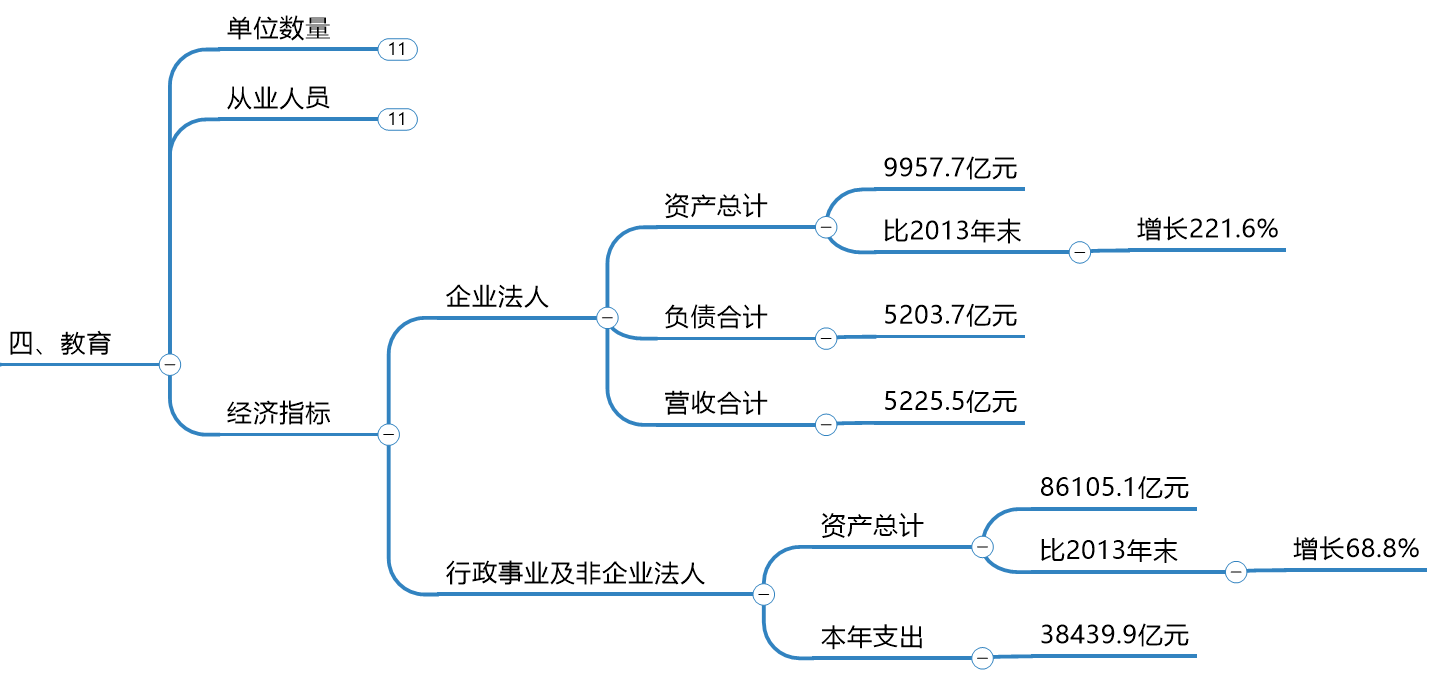 四、教育
单位数量
11
从业人员
11
经济指标
企业法人
资产总计
9957.7亿元
比2013年末
增长221.6%
负债合计
5203.7亿元
营收合计
5225.5亿元
行政事业及非企业法人
资产总计
86105.1亿元
比2013年末
增长68.8%
本年支出
38439.9亿元